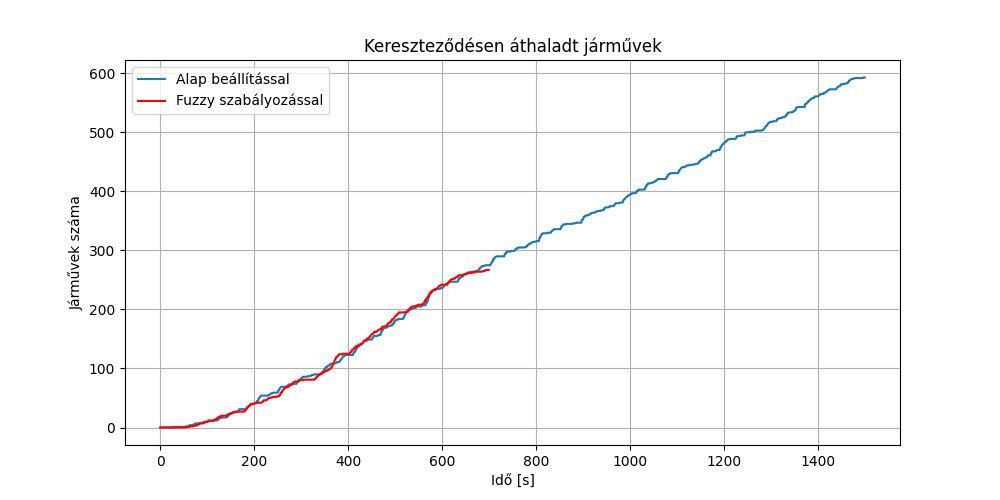 Kereszteződésen áthaladt járművek
Alap beállítással
Fuzzy szabályozással
Járművek száma
600
500
400
300
200
100
0
0 200 400 600 800 1000 1200 1400
Idő [s]